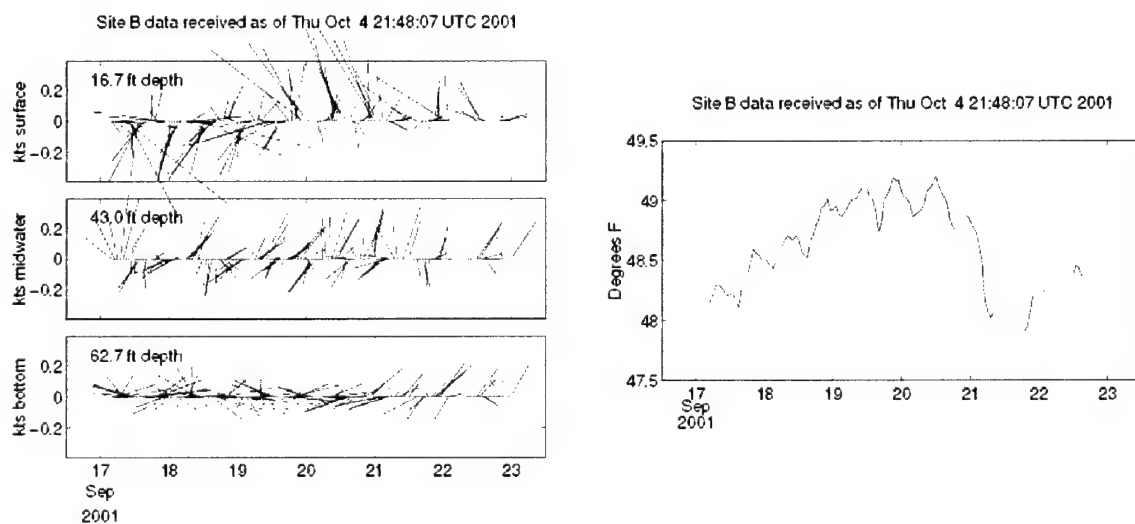 Site B data received as of Thu Oct 4 21:48:07 UTC 2001
16.7 ft depth
kts surface
0.2
0
−0.2
43.0 ft depth
kts midwater
0.2
0
−0.2
62.7 ft depth
kts bottom
0.2
0
−0.2
17 18 19 20 21 22 23
Sep
2001
Site B data received as of Thu Oct 4 21:48:07 UTC 2001
Degrees F
49.5
49
48.5
48
47.5
17 18 19 20 21 22 23
Sep
2001